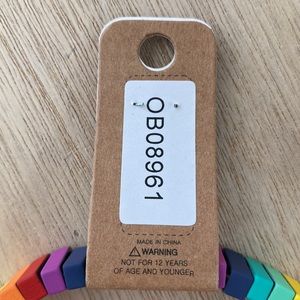 OB08961
MADE IN CHINA
⚠ WARNING
NOT FOR 12 YEARS
OF AGE AND YOUNGER